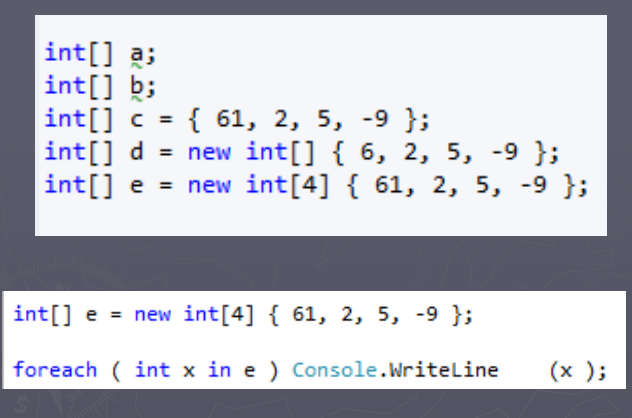 int[] a;
int[] b;
int[] c = { 61, 2, 5, -9 };
int[] d = new int[] { 6, 2, 5, -9 };
int[] e = new int[4] { 61, 2, 5, -9 };
int[] e = new int[4] { 61, 2, 5, -9 };
foreach ( int x in e ) Console.WriteLine    (x );